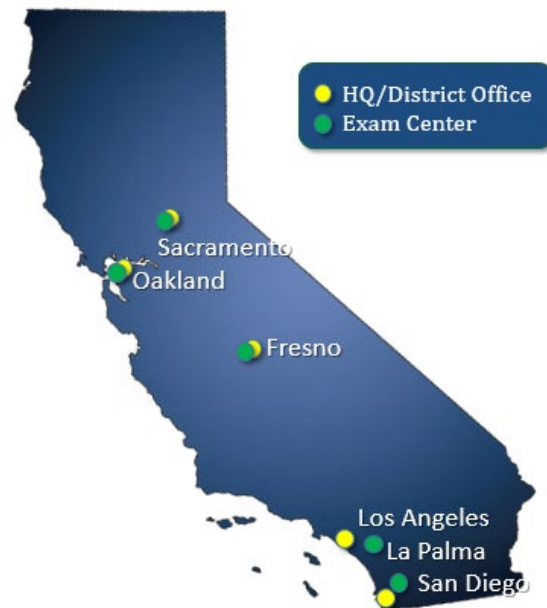 HQ/District Office
Exam Center
Sacramento
Oakland
Fresno
Los Angeles
La Palma
San Diego